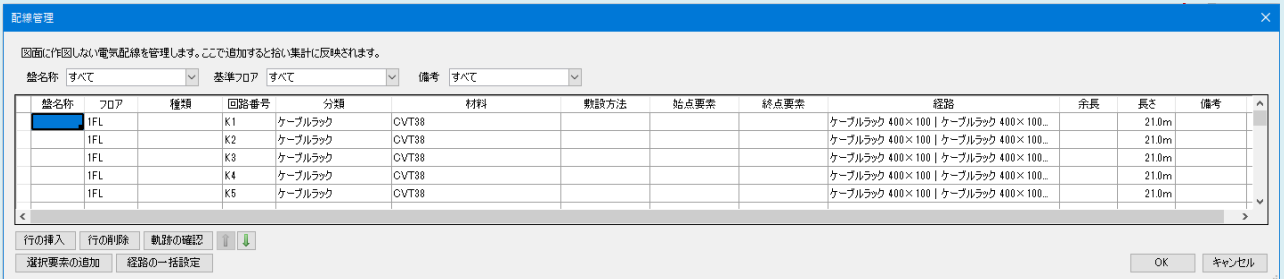 配線管理
図面に作図しない電気配線を管理します。ここで追加すると拾い集計に反映されます。
盤名称 すべて 基準フロア すべて 備考 すべて
盤名称 フロア 種類 回路番号 分類 材料 敷設方法 始点要素 終点要素 経路 余長 長さ 備考
1FL K1 ケーブルラック CVT38 ケーブルラック 400×100 | ケーブルラック 400×100... 21.0m
1FL K2 ケーブルラック CVT38 ケーブルラック 400×100 | ケーブルラック 400×100... 21.0m
1FL K3 ケーブルラック CVT38 ケーブルラック 400×100 | ケーブルラック 400×100... 21.0m
1FL K4 ケーブルラック CVT38 ケーブルラック 400×100 | ケーブルラック 400×100... 21.0m
1FL K5 ケーブルラック CVT38 ケーブルラック 400×100 | ケーブルラック 400×100... 21.0m
行の挿入 行の削除 軌跡の確認
選択要素の追加 経路の一括設定 OK キャンセル